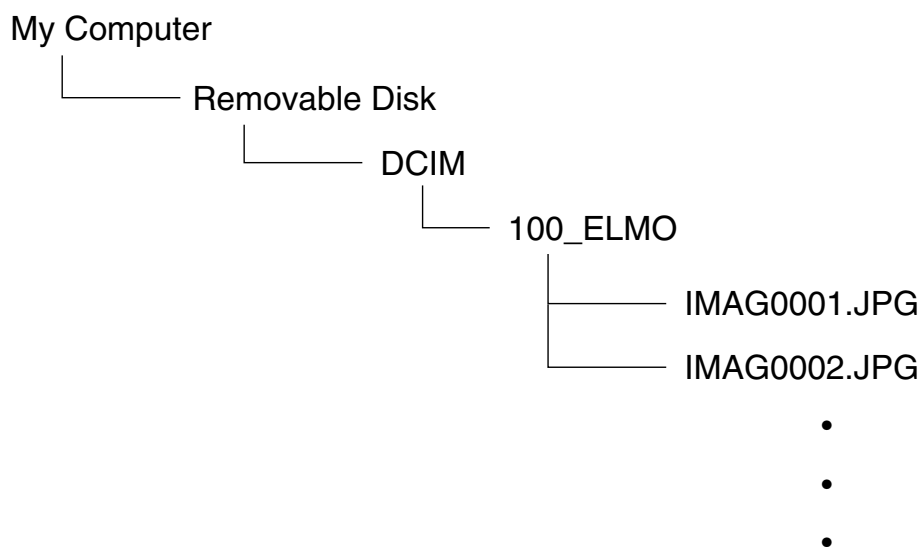 My Computer
Removable Disk
DCIM
100_ELMO
IMAG0001.JPG
IMAG0002.JPG
•
•
•